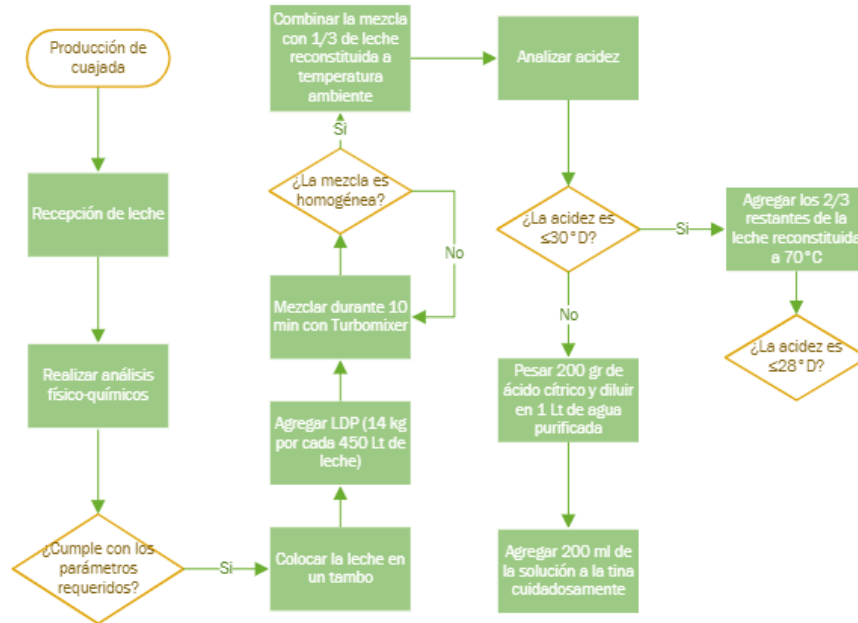 Producción de
cuajada
Recepción de leche
Realizar análisis
físico-químicos
¿Cumple con los
parámetros
requeridos?
Si
Colocar la leche en
un tambo
Agregar LDP (14 kg
por cada 450 Lt de
leche)
Mezclar durante 10
min con Turbomixer
¿La mezcla es
homogénea?
No
Si
Combinar la mezcla
con 1/3 de leche
reconstituida a
temperatura
ambiente
Analizar acidez
¿La acidez es
≤30°D?
No
Pesar 200 gr de
ácido cítrico y diluir
en 1 Lt de agua
purificada
Agregar 200 ml de
la solución a la tina
cuidadosamente
Si
Agregar los 2/3
restantes de la
leche reconstituida
a 70°C
¿La acidez es
≤28°D?